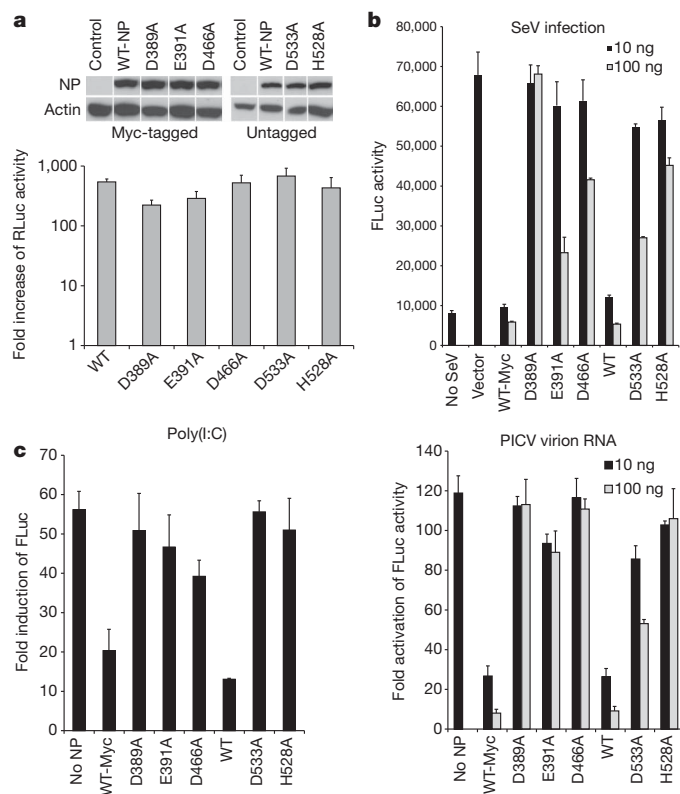 a
Control
WT-NP
D389A
E391A
D466A
Control
WT-NP
D533A
H528A
NP
Actin
Myc-tagged
Untagged
Fold increase of RLuc activity
1,000
100
10
1
WT
D389A
E391A
D466A
D533A
H528A
b
SeV infection
10 ng
100 ng
FLuc activity
80,000
70,000
60,000
50,000
40,000
30,000
20,000
10,000
0
No SeV
Vector
WT-Myc
D389A
E391A
D466A
WT
D533A
H528A
c
Poly(I:C)
Fold induction of FLuc
70
60
50
40
30
20
10
0
No NP
WT-Myc
D389A
E391A
D466A
WT
D533A
H528A
PICV virion RNA
10 ng
100 ng
Fold activation of FLuc activity
140
120
100
80
60
40
20
0
No NP
WT-Myc
D389A
E391A
D466A
WT
D533A
H528A